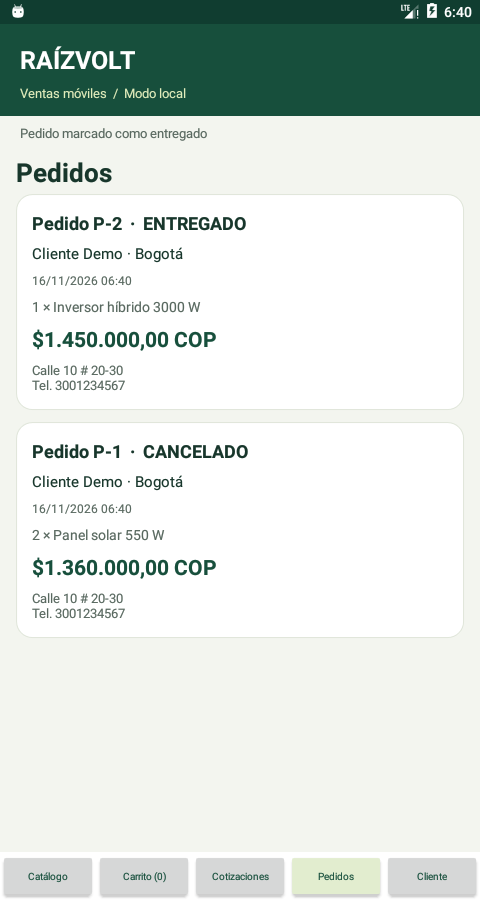 LTE 6:40
RAÍZVOLT
Ventas móviles / Modo local
Pedido marcado como entregado
Pedidos
Pedido P-2 · ENTREGADO
Cliente Demo · Bogotá
16/11/2026 06:40
1 × Inversor híbrido 3000 W
$1.450.000,00 COP
Calle 10 # 20-30
Tel. 3001234567
Pedido P-1 · CANCELADO
Cliente Demo · Bogotá
16/11/2026 06:40
2 × Panel solar 550 W
$1.360.000,00 COP
Calle 10 # 20-30
Tel. 3001234567
Catálogo Carrito (0) Cotizaciones Pedidos Cliente